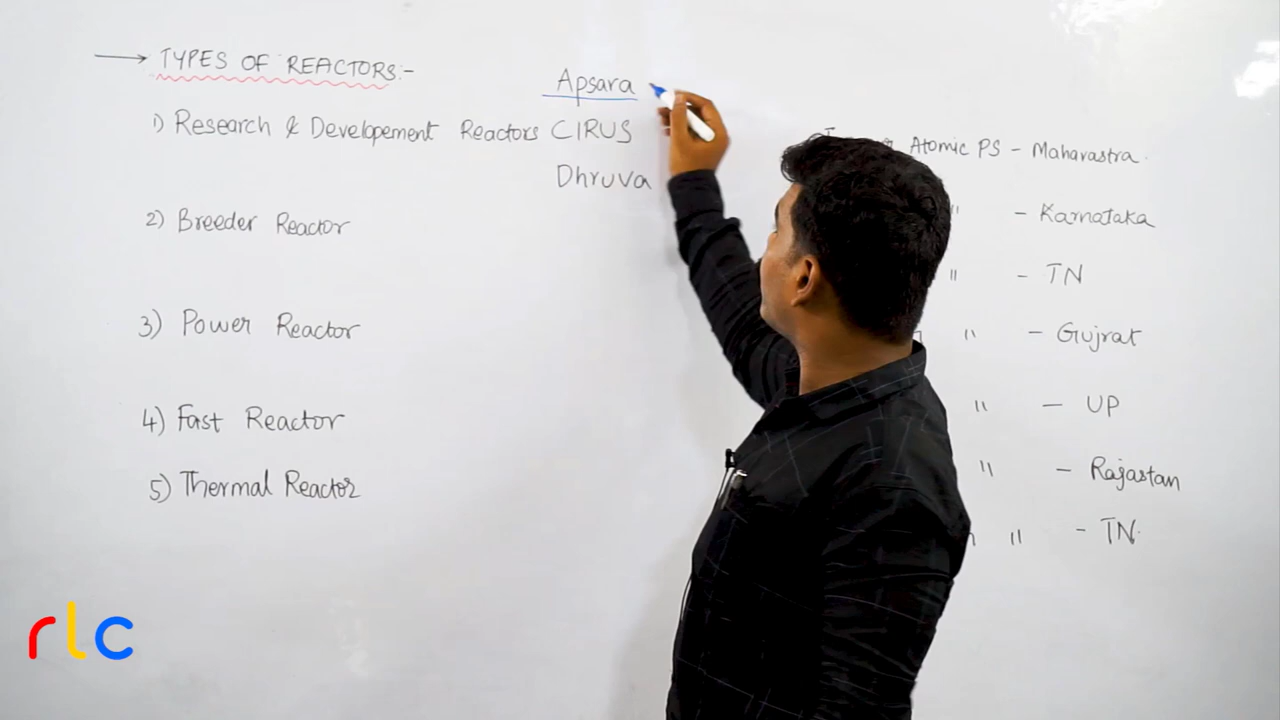 → TYPES OF REACTORS:-
Apsara
1) Research & Developement Reactors CIRUS
Dhruva
2) Breeder Reactor
3) Power Reactor
4) Fast Reactor
5) Thermal Reactor
Atomic PS - Maharastra.
" - Karnataka
" - TN
" - Gujrat
" - UP
" - Rajastan
" - TN.
rlc